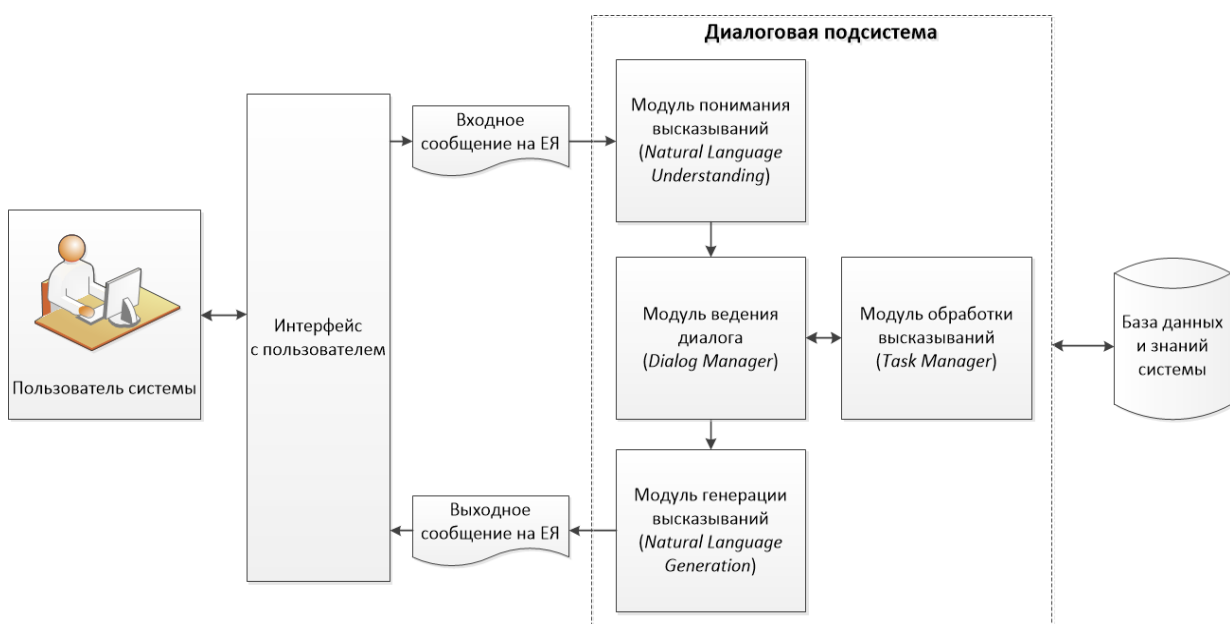 Диалоговая подсистема
Входное
сообщение на ЕЯ
Модуль понимания
высказываний
(Natural Language
Understanding)
Пользователь системы
Интерфейс
с пользователем
Модуль ведения
диалога
(Dialog Manager)
Модуль обработки
высказываний
(Task Manager)
База данных
и знаний
системы
Выходное
сообщение на ЕЯ
Модуль генерации
высказываний
(Natural Language
Generation)